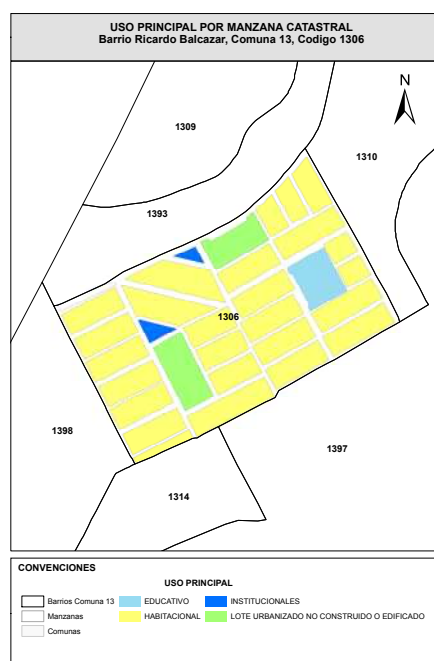 USO PRINCIPAL POR MANZANA CATASTRAL
Barrio Ricardo Balcazar, Comuna 13, Codigo 1306
N
1309
1310
1393
1306
1398
1397
1314
CONVENCIONES
USO PRINCIPAL
Barrios Comuna 13 EDUCATIVO INSTITUCIONALES
Manzanas HABITACIONAL LOTE URBANIZADO NO CONSTRUIDO O EDIFICADO
Comunas